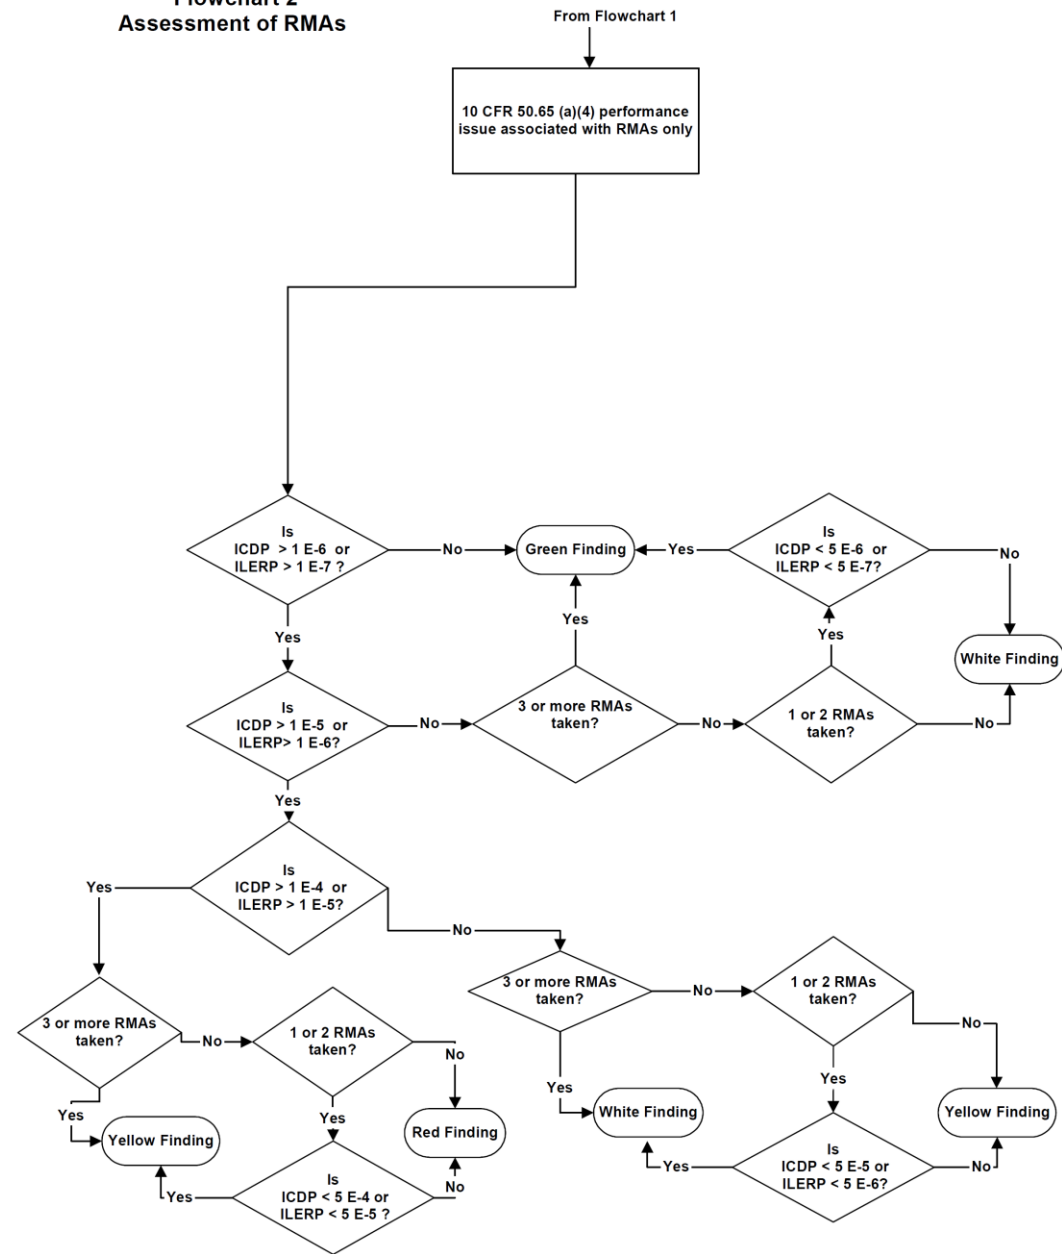 Flowchart 2
Assessment of RMAs
From Flowchart 1
10 CFR 50.65 (a)(4) performance
issue associated with RMAs only
Is
ICDP > 1 E-6 or
ILERP > 1 E-7 ?
No
Green Finding
Yes
Is
ICDP < 5 E-6 or
ILERP < 5 E-7?
No
Yes
Yes
Yes
White Finding
Is
ICDP > 1 E-5 or
ILERP> 1 E-6?
No
3 or more RMAs
taken?
No
1 or 2 RMAs
taken?
No
Yes
Is
ICDP > 1 E-4 or
ILERP > 1 E-5?
Yes
No
3 or more RMAs
taken?
No
1 or 2 RMAs
taken?
No
3 or more RMAs
taken?
No
1 or 2 RMAs
taken?
No
Yes
Yes
Yes
Yes
White Finding
Yellow Finding
Yellow Finding
Red Finding
Is
ICDP < 5 E-5 or
ILERP < 5 E-6?
Yes
No
Is
ICDP < 5 E-4 or
ILERP < 5 E-5 ?
Yes
No